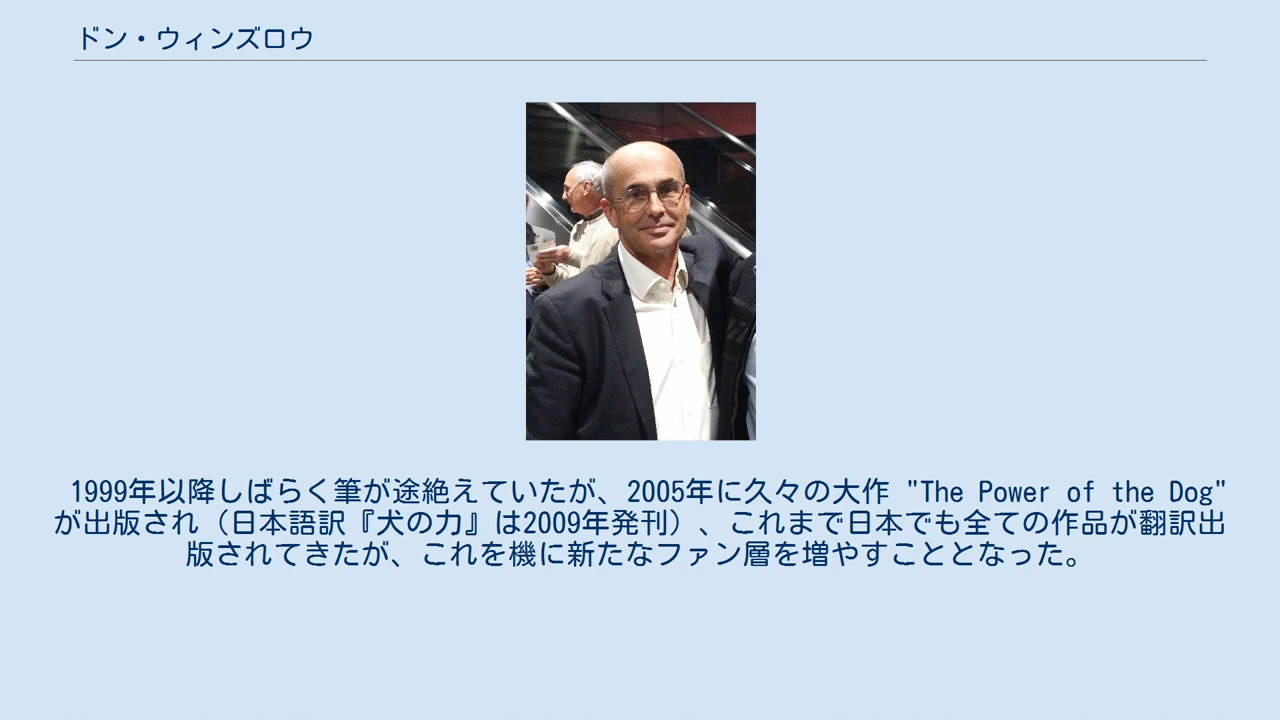 ドン・ウィンズロウ
1999年以降しばらく筆が途絶えていたが、2005年に久々の大作 "The Power of the Dog"
が出版され（日本語訳『犬の力』は2009年発刊）、これまで日本でも全ての作品が翻訳出
版されてきたが、これを機に新たなファン層を増やすこととなった。